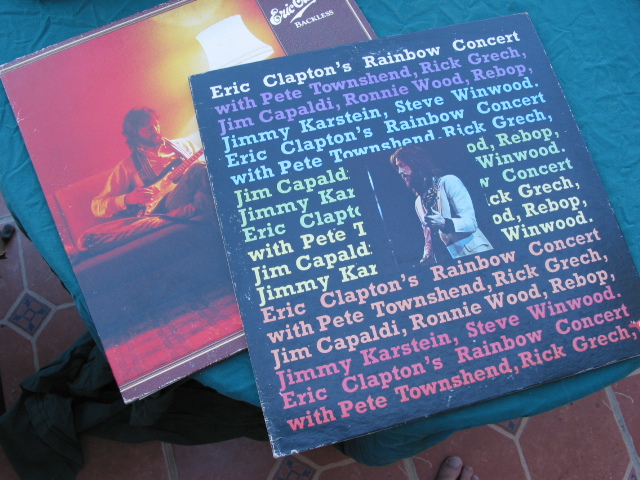 Eric Cla
BACKLESS
Eric Clapton's Rainbow Concert
with Pete Townshend, Rick Grech,
Jim Capaldi, Ronnie Wood, Rebop,
Jimmy Karstein, Steve Winwood.
Eric Clapton's Rainbow Concert
with Pete Townshend, Rick Grech,
Jim Capald od, Rebop,
Jimmy Kar Winwood.
Eric Clapto Concert
with Pete T ick Grech,
Jim Capald od, Rebop,
Jimmy Kar Winwood.
Eric Clapton's Rainbow Concert
with Pete Townshend, Rick Grech,
Jim Capaldi, Ronnie Wood, Rebop,
Jimmy Karstein, Steve Winwood.
Eric Clapton's Rainbow Concert
with Pete Townshend, Rick Grech,